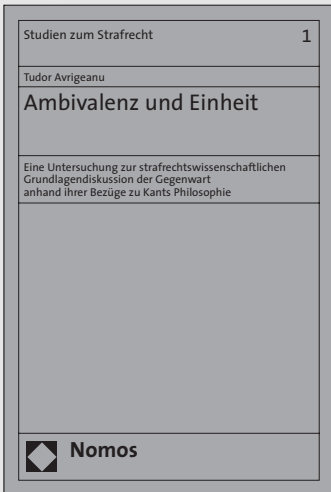 Studien zum Strafrecht 1
Tudor Avrigeanu
Ambivalenz und Einheit
Eine Untersuchung zur strafrechtswissenschaftlichen
Grundlagendiskussion der Gegenwart
anhand ihrer Bezüge zu Kants Philosophie
Nomos